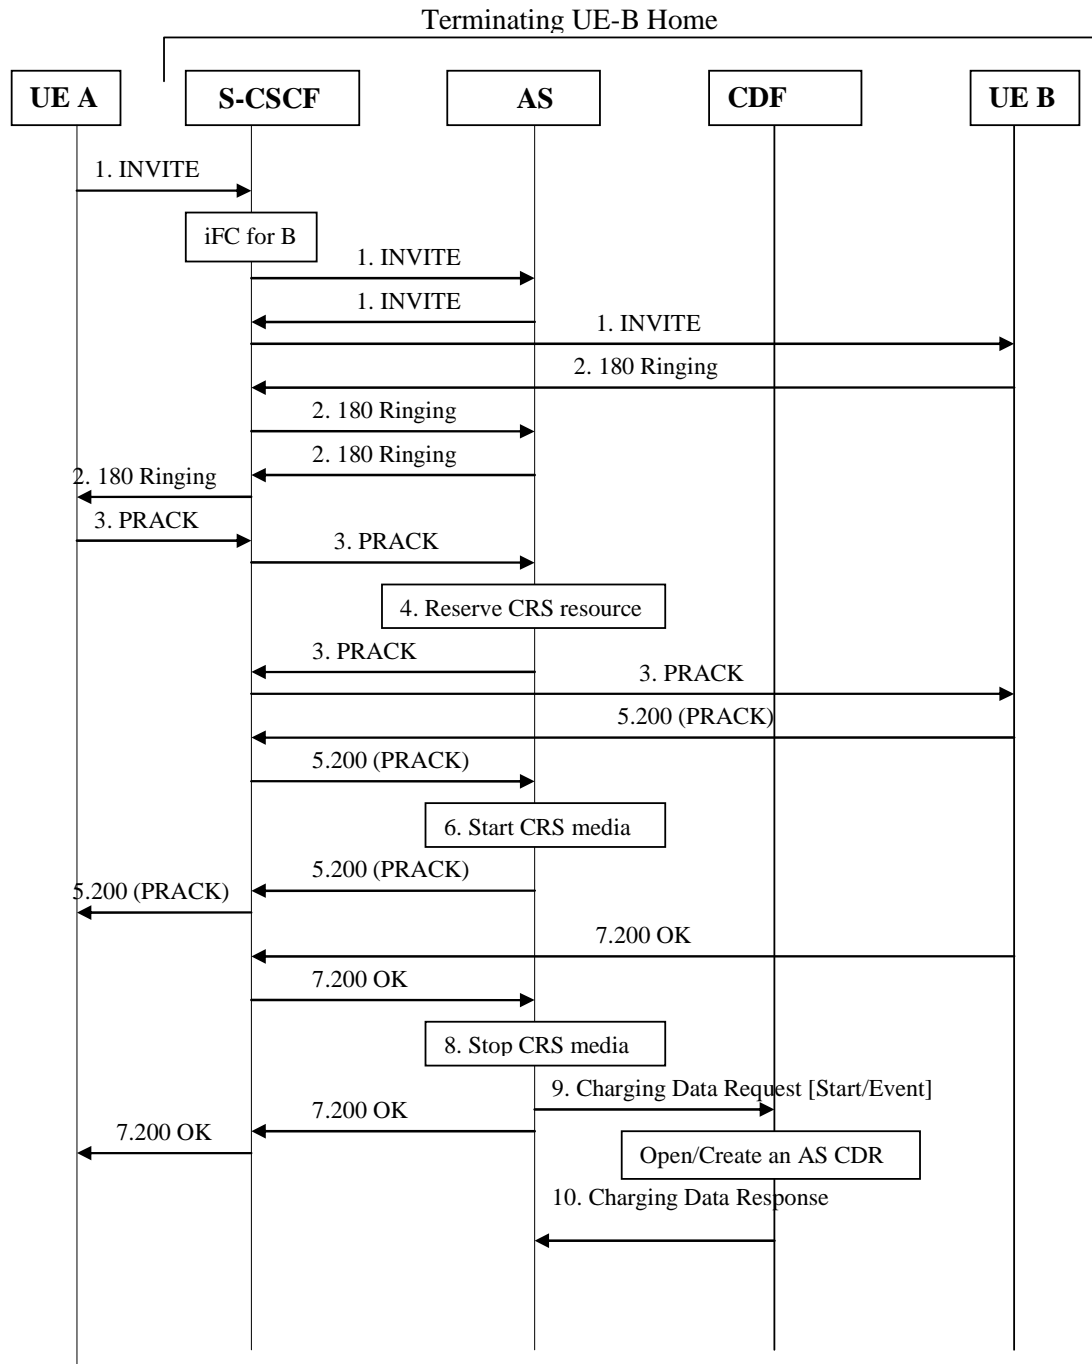 Terminating UE-B Home
UE A
S-CSCF
AS
CDF
UE B
1. INVITE
iFC for B
1. INVITE
1. INVITE
1. INVITE
2. 180 Ringing
2. 180 Ringing
2. 180 Ringing
2. 180 Ringing
3. PRACK
3. PRACK
4. Reserve CRS resource
3. PRACK
3. PRACK
5.200 (PRACK)
5.200 (PRACK)
6. Start CRS media
5.200 (PRACK)
5.200 (PRACK)
7.200 OK
7.200 OK
8. Stop CRS media
9. Charging Data Request [Start/Event]
7.200 OK
7.200 OK
Open/Create an AS CDR
10. Charging Data Response